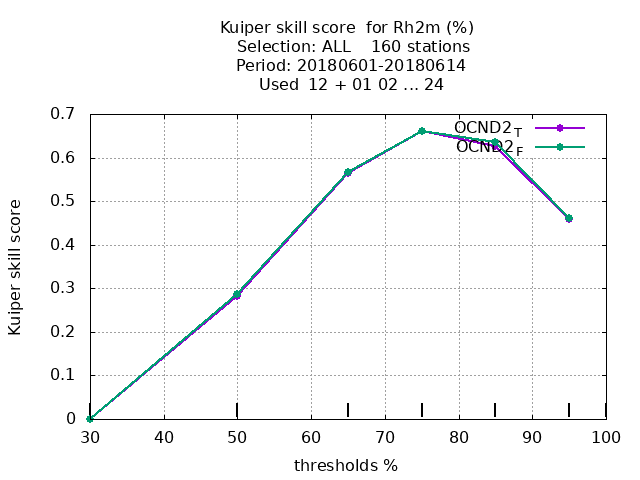 Kuiper skill score for Rh2m (%)
Selection: ALL 160 stations
Period: 20180601-20180614
Used 12 + 01 02 ... 24
0.7
0.6
0.5
0.4
0.3
0.2
0.1
0
Kuiper skill score
OCND2T
OCND2F
30 40 50 60 70 80 90 100
thresholds %